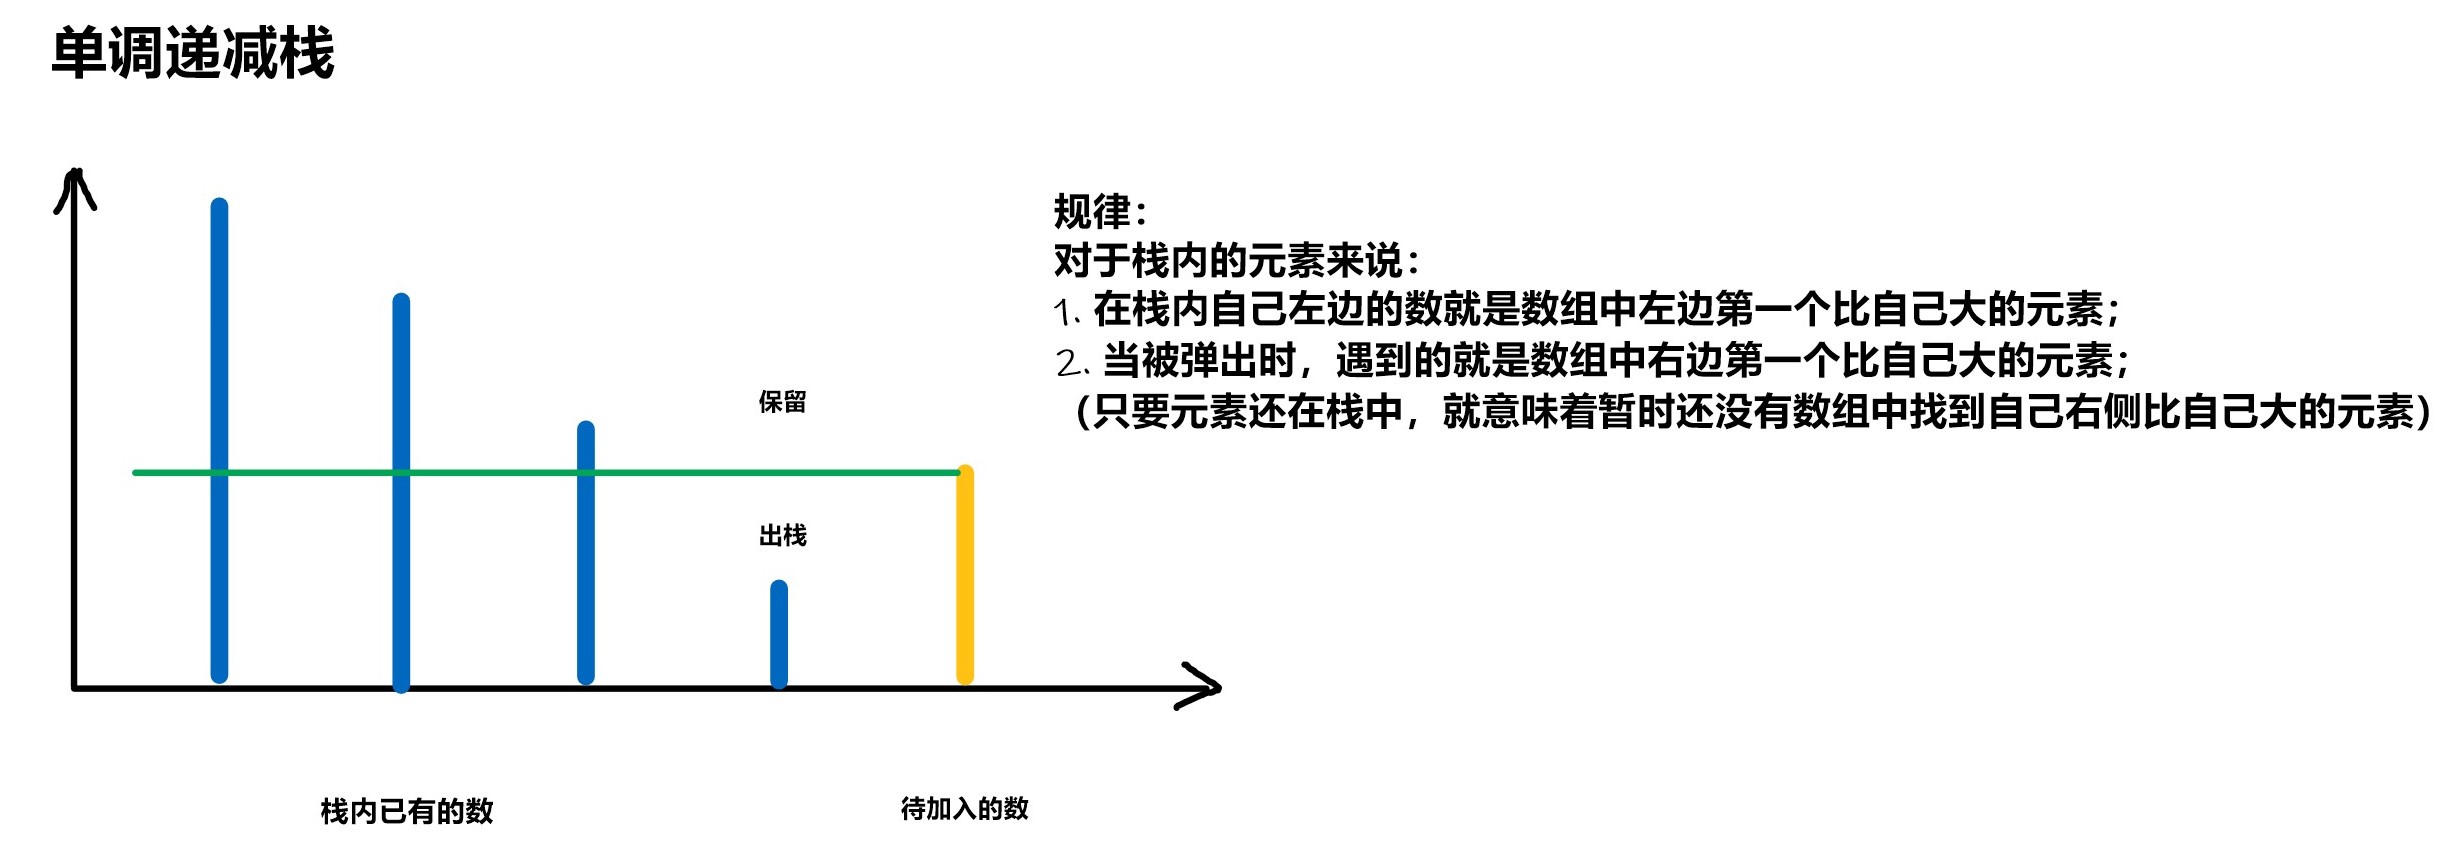 单调递减栈
规律：
对于栈内的元素来说：
1. 在栈内自己左边的数就是数组中左边第一个比自己大的元素；
2. 当被弹出时，遇到的就是数组中右边第一个比自己大的元素；
（只要元素还在栈中，就意味着暂时还没有数组中找到自己右侧比自己大的元素）
保留
出栈
栈内已有的数
待加入的数